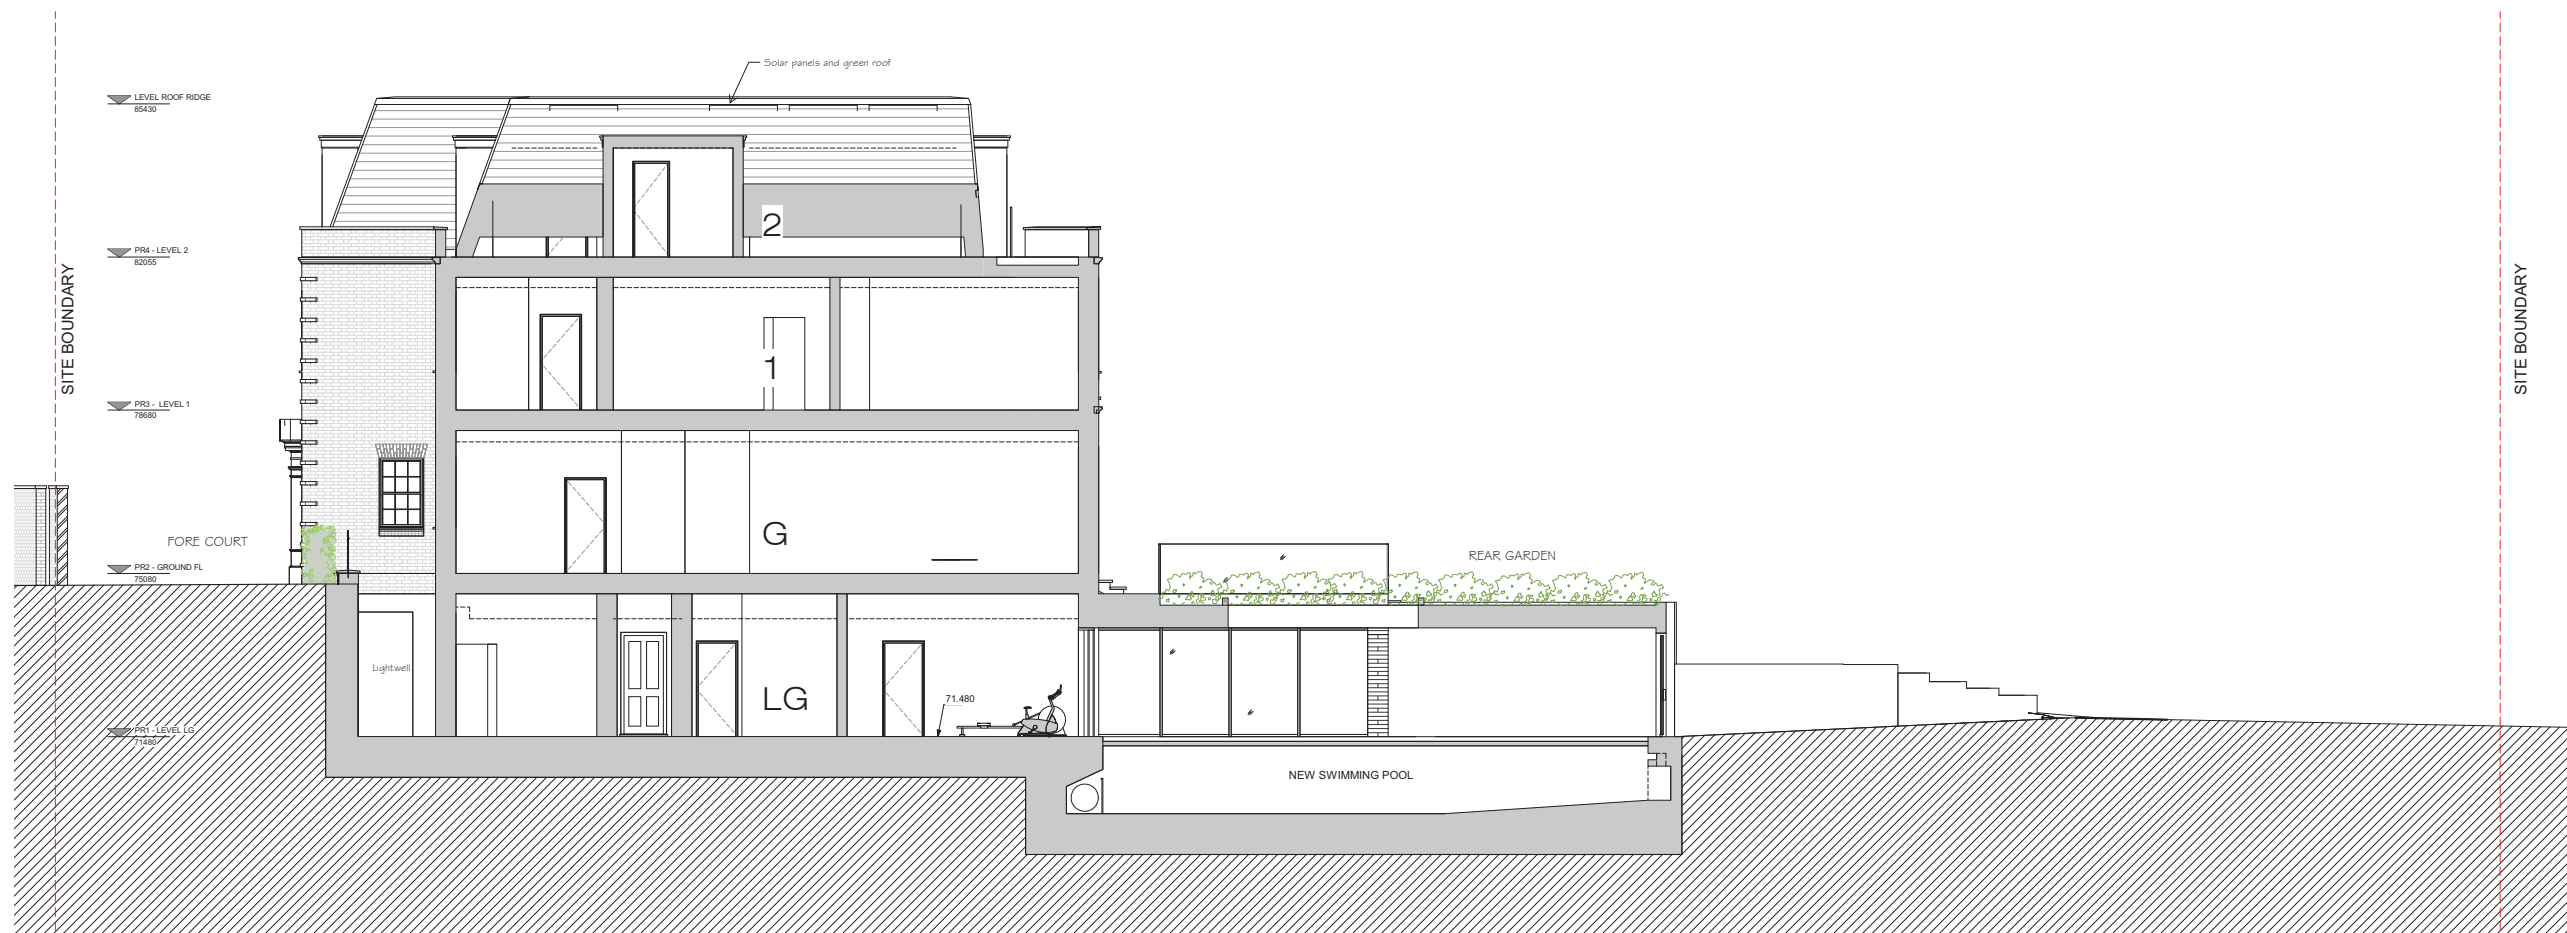 Solar panels and green roof
LEVEL ROOF RIDGE
85430
2
PR4 - LEVEL 2
82055
SITE BOUNDARY
SITE BOUNDARY
1
PR3 - LEVEL 1
78680
G
FORE COURT
REAR GARDEN
PR2 - GROUND FL
75080
Lightwell
LG
71.480
PR1 - LEVEL LG
71480
NEW SWIMMING POOL